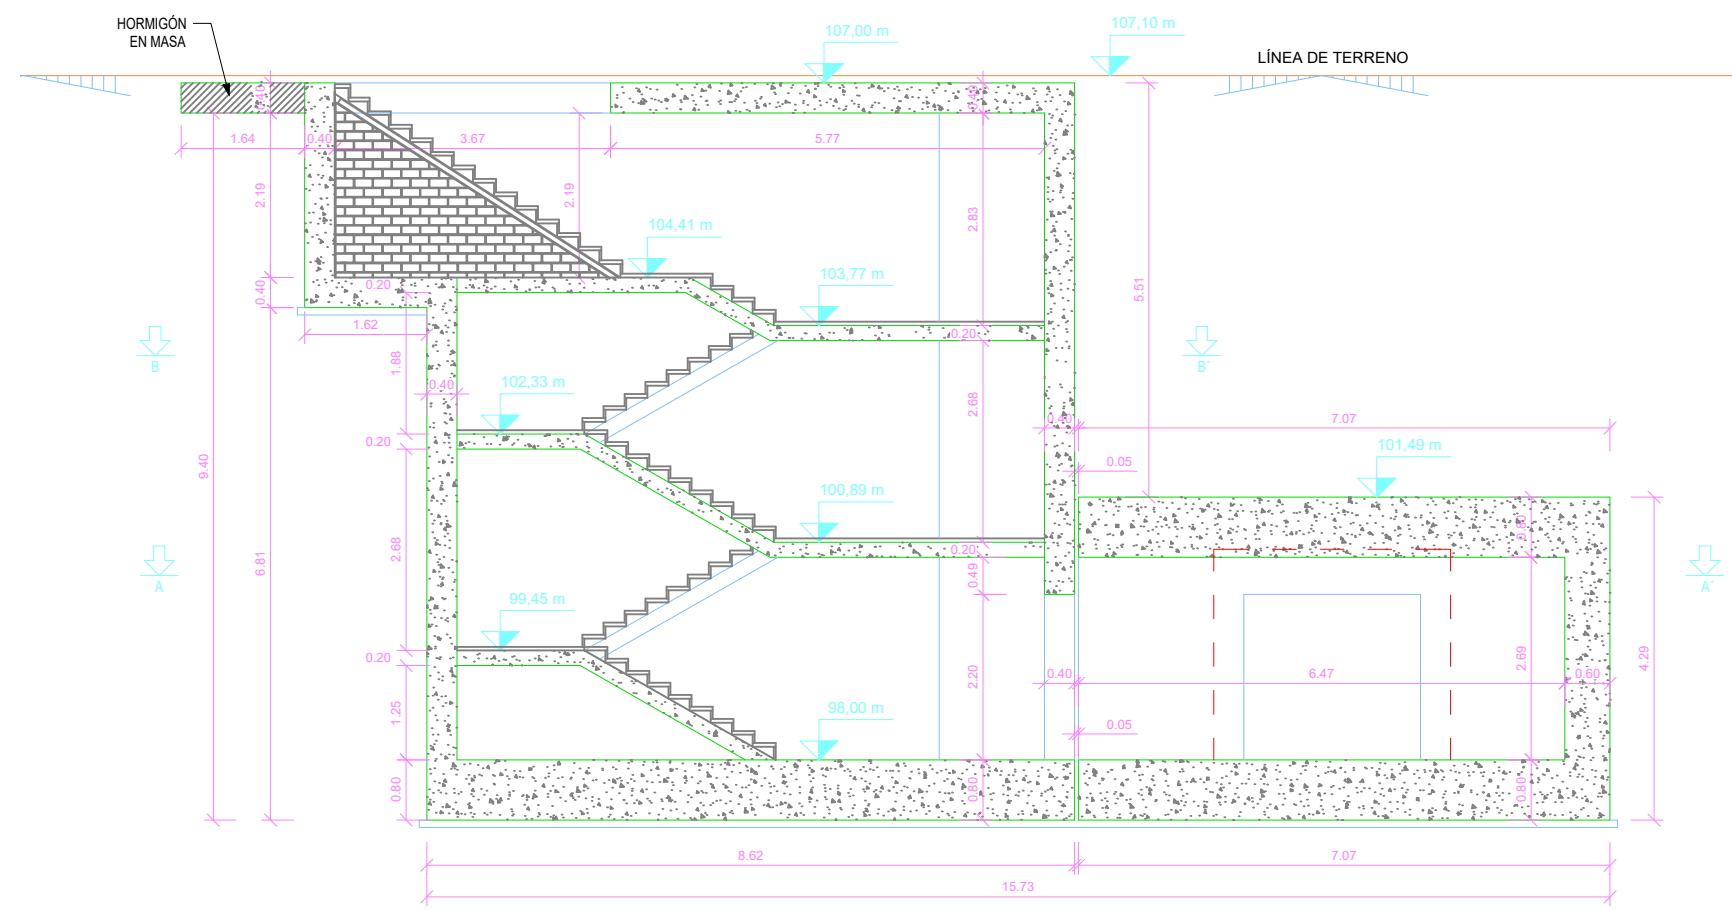 HORMIGÓN
EN MASA
107,00 m
107,10 m
LÍNEA DE TERRENO
0.40
0.40
1.64
0.40
3.67
5.77
2.19
2.19
2.83
104,41 m
103,77 m
5.51
0.20
0.40
1.62
0.20
B
B´
1.88
0.40
102,33 m
2.68
0.40
7.07
0.20
101,49 m
0.05
9.40
100,89 m
0.80
0.20
2.68
6.81
0.49
A
A´
99,45 m
0.20
2.20
0.40
6.47
2.69
0.60
4.29
1.25
98,00 m
0.05
0.80
0.80
0.80
8.62
7.07
15.73